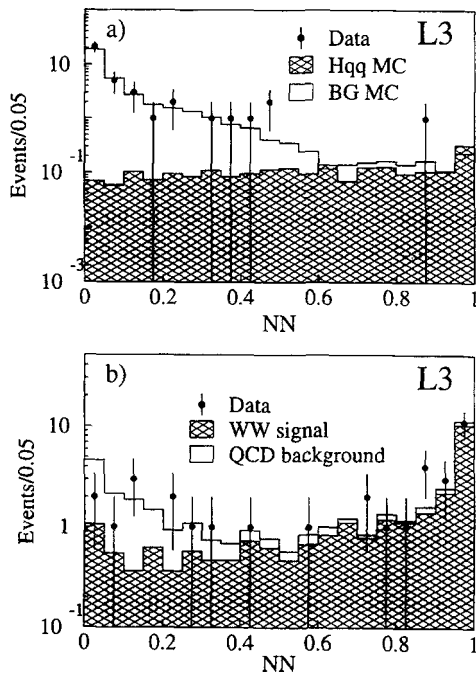 a)
L3
Data
Hqq MC
BG MC
Events/0.05
10
1
10⁻¹
10⁻³
0
0.2
0.4
0.6
0.8
1
NN
b)
L3
Data
WW signal
QCD background
Events/0.05
10
1
10⁻¹
0
0.2
0.4
0.6
0.8
1
NN